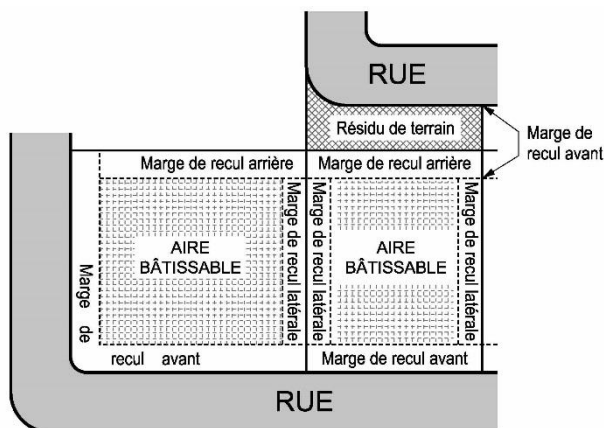 RUE
Résidu de terrain
Marge de
recul avant
Marge de recul arrière
Marge de recul arrière
Marge de
recul avant
AIRE
BÂTISSABLE
Marge de recul latérale
Marge de recul latérale
AIRE
BÂTISSABLE
Marge de recul latérale
Marge de recul avant
RUE